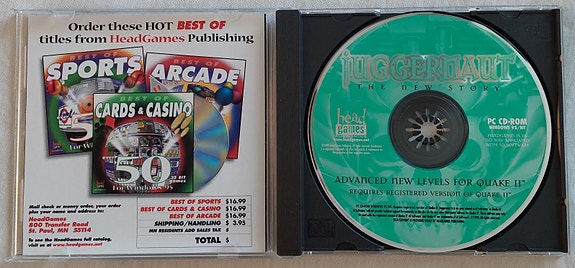 Order these HOT BEST OF
titles from HeadGames Publishing
BEST OF
SPORTS
BEST OF
ARCADE
BEST OF
CARDS & CASINO
50
32 BIT
Games
For Windows 95
Mail check or money order, your order
plus your name and address to:
HeadGames
800 Transfer Road
St. Paul, MN 55114
To see the HeadGames full catalog,
visit us at www.headgames.net
BEST OF SPORTS $16.99
BEST OF CARDS & CASINO $16.99
BEST OF ARCADE $16.99
SHIPPING/HANDLING $ 3.95
MN RESIDENTS ADD SALES TAX $
TOTAL $
JUGGERNAUT
THE NEW STORY
head
games
PC CD-ROM
WINDOWS 95/NT
ADVANCED NEW LEVELS FOR QUAKE II™
REQUIRES REGISTERED VERSION OF QUAKE II™